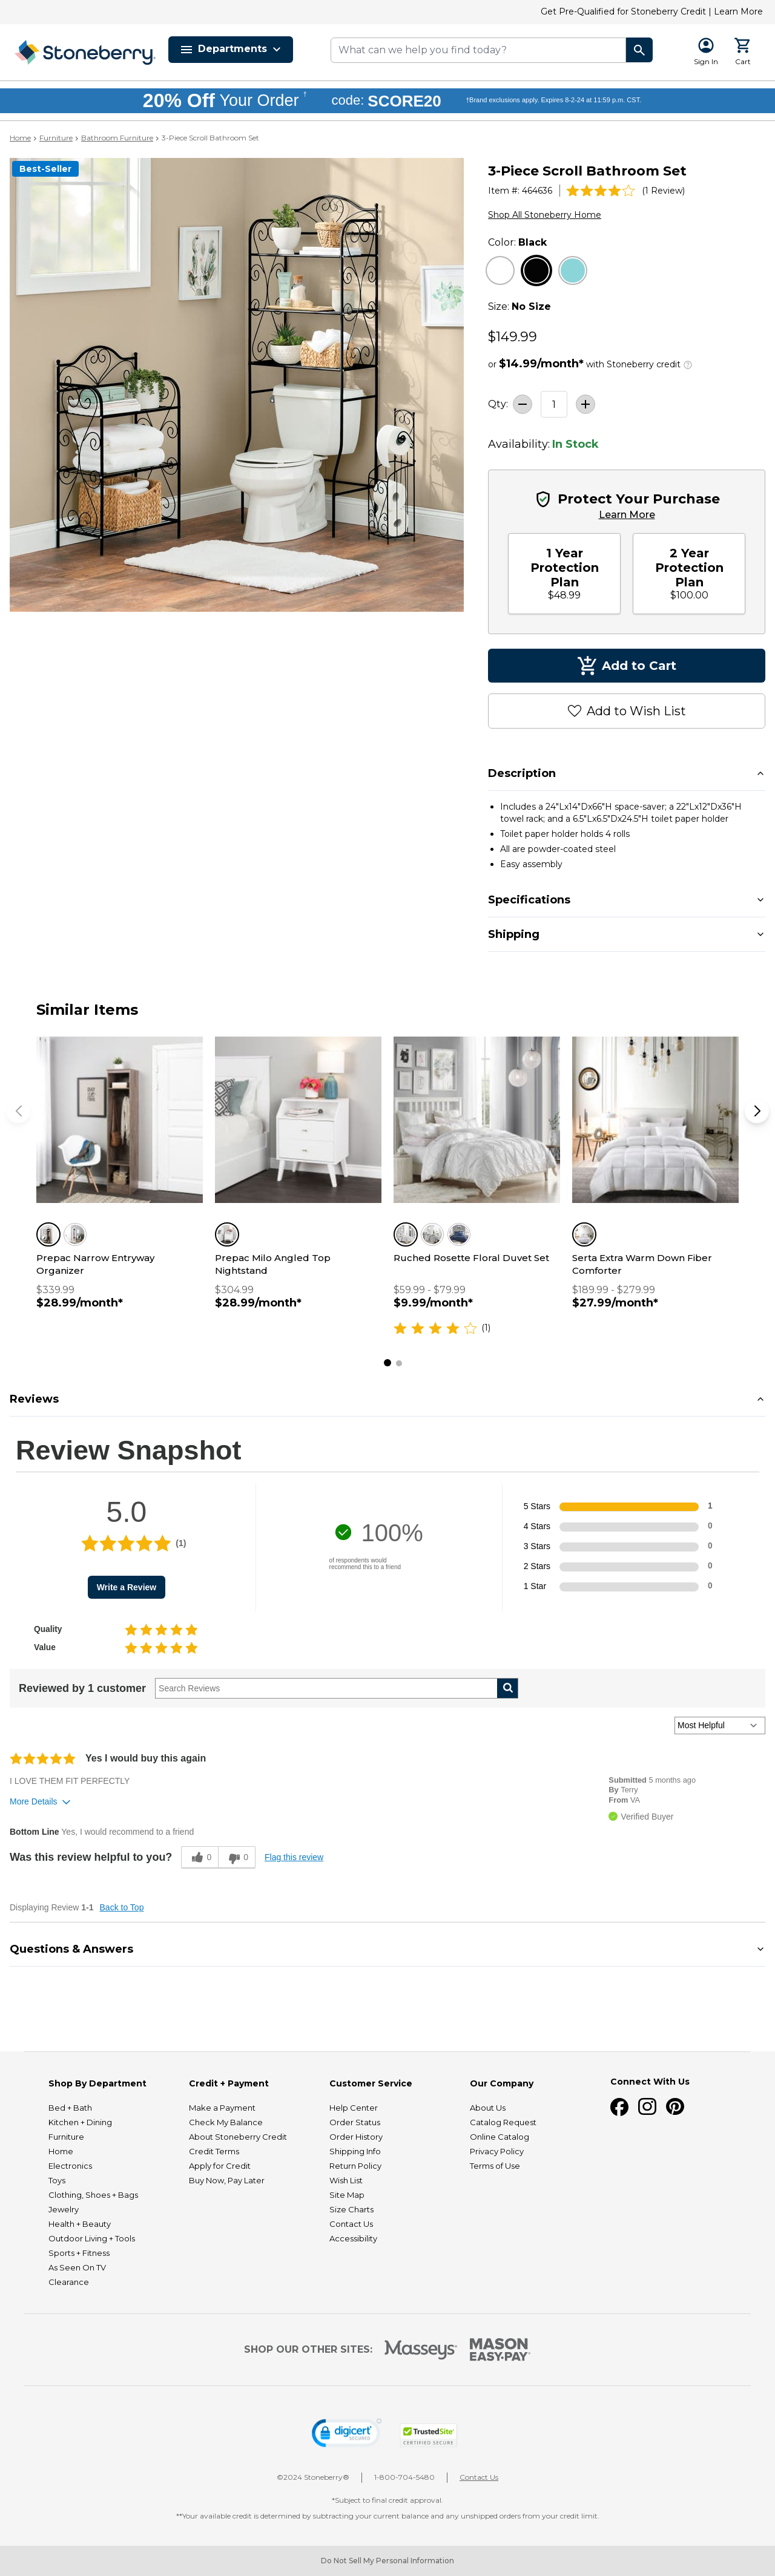 Get Pre-Qualified for Stoneberry Credit | Learn More
Stoneberry.
Departments
What can we help you find today?
Sign In
Cart
20% Off Your Order † code: SCORE20 †Brand exclusions apply. Expires 8-2-24 at 11:59 p.m. CST.
Home > Furniture > Bathroom Furniture > 3-Piece Scroll Bathroom Set
Best-Seller
3-Piece Scroll Bathroom Set
Item #: 464636 (1 Review)
Shop All Stoneberry Home
Color: Black
Size: No Size
$149.99
or $14.99/month* with Stoneberry credit
Qty: 1
Availability: In Stock
Protect Your Purchase
Learn More
1 Year
Protection
Plan
$48.99
2 Year
Protection
Plan
$100.00
Add to Cart
Add to Wish List
Description
• Includes a 24"Lx14"Dx66"H space-saver; a 22"Lx12"Dx36"H
towel rack; and a 6.5"Lx6.5"Dx24.5"H toilet paper holder
• Toilet paper holder holds 4 rolls
• All are powder-coated steel
• Easy assembly
Specifications
Shipping
Similar Items
Prepac Narrow Entryway
Organizer
$339.99
$28.99/month*
Prepac Milo Angled Top
Nightstand
$304.99
$28.99/month*
Ruched Rosette Floral Duvet Set
$59.99 - $79.99
$9.99/month*
(1)
Serta Extra Warm Down Fiber
Comforter
$189.99 - $279.99
$27.99/month*
Reviews
Review Snapshot
5.0
(1)
Write a Review
100%
of respondents would
recommend this to a friend
5 Stars 1
4 Stars 0
3 Stars 0
2 Stars 0
1 Star 0
Quality
Value
Reviewed by 1 customer
Search Reviews
Most Helpful
Yes I would buy this again
I LOVE THEM FIT PERFECTLY
More Details
Submitted 5 months ago
By Terry
From VA
Verified Buyer
Bottom Line Yes, I would recommend to a friend
Was this review helpful to you? 0 0 Flag this review
Displaying Review 1-1 Back to Top
Questions & Answers
Shop By Department
Bed + Bath
Kitchen + Dining
Furniture
Home
Electronics
Toys
Clothing, Shoes + Bags
Jewelry
Health + Beauty
Outdoor Living + Tools
Sports + Fitness
As Seen On TV
Clearance
Credit + Payment
Make a Payment
Check My Balance
About Stoneberry Credit
Credit Terms
Apply for Credit
Buy Now, Pay Later
Customer Service
Help Center
Order Status
Order History
Shipping Info
Return Policy
Wish List
Site Map
Size Charts
Contact Us
Accessibility
Our Company
About Us
Catalog Request
Online Catalog
Privacy Policy
Terms of Use
Connect With Us
SHOP OUR OTHER SITES:
Masseys
MASON
EASY•PAY
digicert
SECURED
TrustedSite
CERTIFIED SECURE
©2024 Stoneberry® 1-800-704-5480 Contact Us
*Subject to final credit approval.
**Your available credit is determined by subtracting your current balance and any unshipped orders from your credit limit.
Do Not Sell My Personal Information